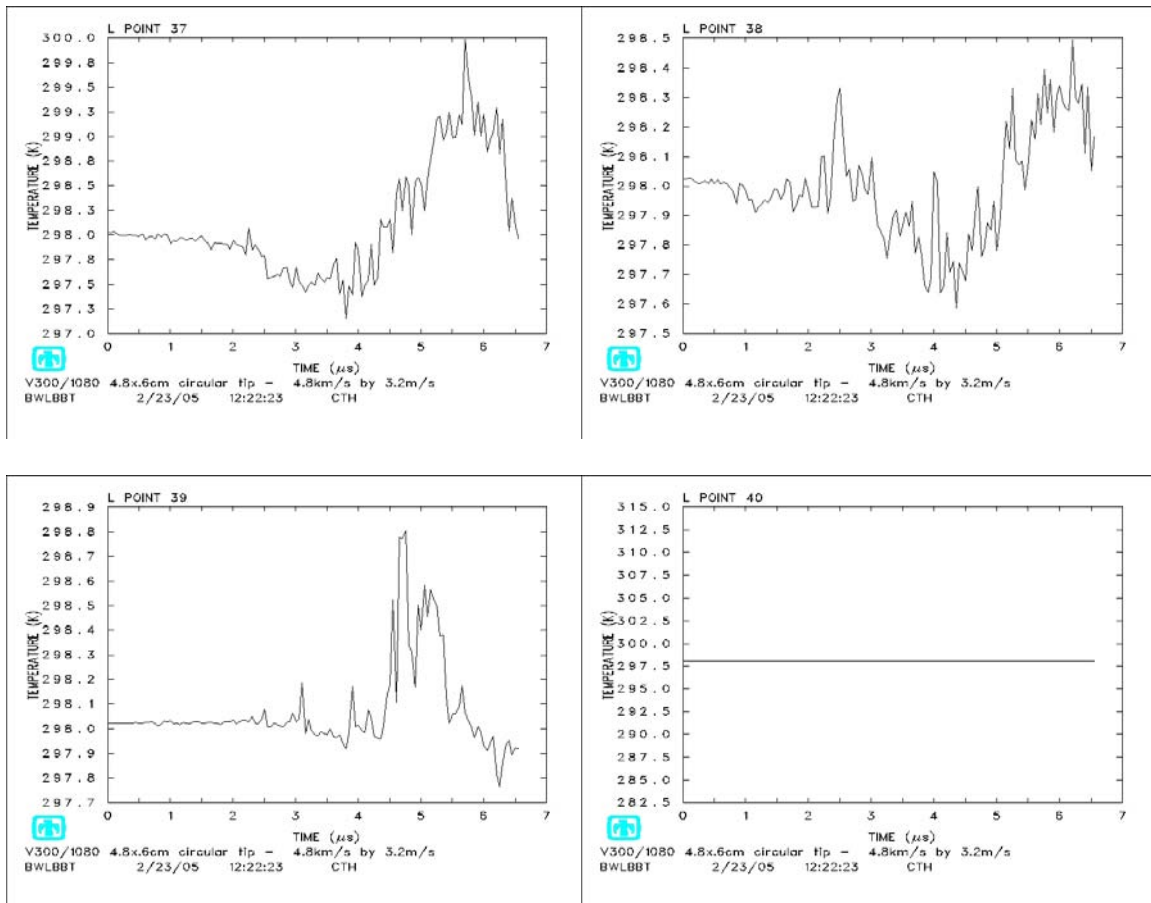 L POINT 37
300.0
299.8
299.5
299.3
299.0
298.8
298.5
298.3
298.0
297.8
297.5
297.3
297.0
TEMPERATURE (K)
0 1 2 3 4 5 6 7
TIME (μs)
V300/1080 4.8x.6cm circular tip - 4.8km/s by 3.2m/s
BWLBBT 2/23/05 12:22:23 CTH
L POINT 38
298.5
298.4
298.3
298.2
298.1
298.0
297.9
297.8
297.7
297.6
297.5
TEMPERATURE (K)
0 1 2 3 4 5 6 7
TIME (μs)
V300/1080 4.8x.6cm circular tip - 4.8km/s by 3.2m/s
BWLBBT 2/23/05 12:22:23 CTH
L POINT 39
298.9
298.8
298.7
298.6
298.5
298.4
298.3
298.2
298.1
298.0
297.9
297.8
297.7
TEMPERATURE (K)
0 1 2 3 4 5 6 7
TIME (μs)
V300/1080 4.8x.6cm circular tip - 4.8km/s by 3.2m/s
BWLBBT 2/23/05 12:22:23 CTH
L POINT 40
315.0
312.5
310.0
307.5
305.0
302.5
300.0
297.5
295.0
292.5
290.0
287.5
285.0
282.5
TEMPERATURE (K)
0 1 2 3 4 5 6 7
TIME (μs)
V300/1080 4.8x.6cm circular tip - 4.8km/s by 3.2m/s
BWLBBT 2/23/05 12:22:23 CTH